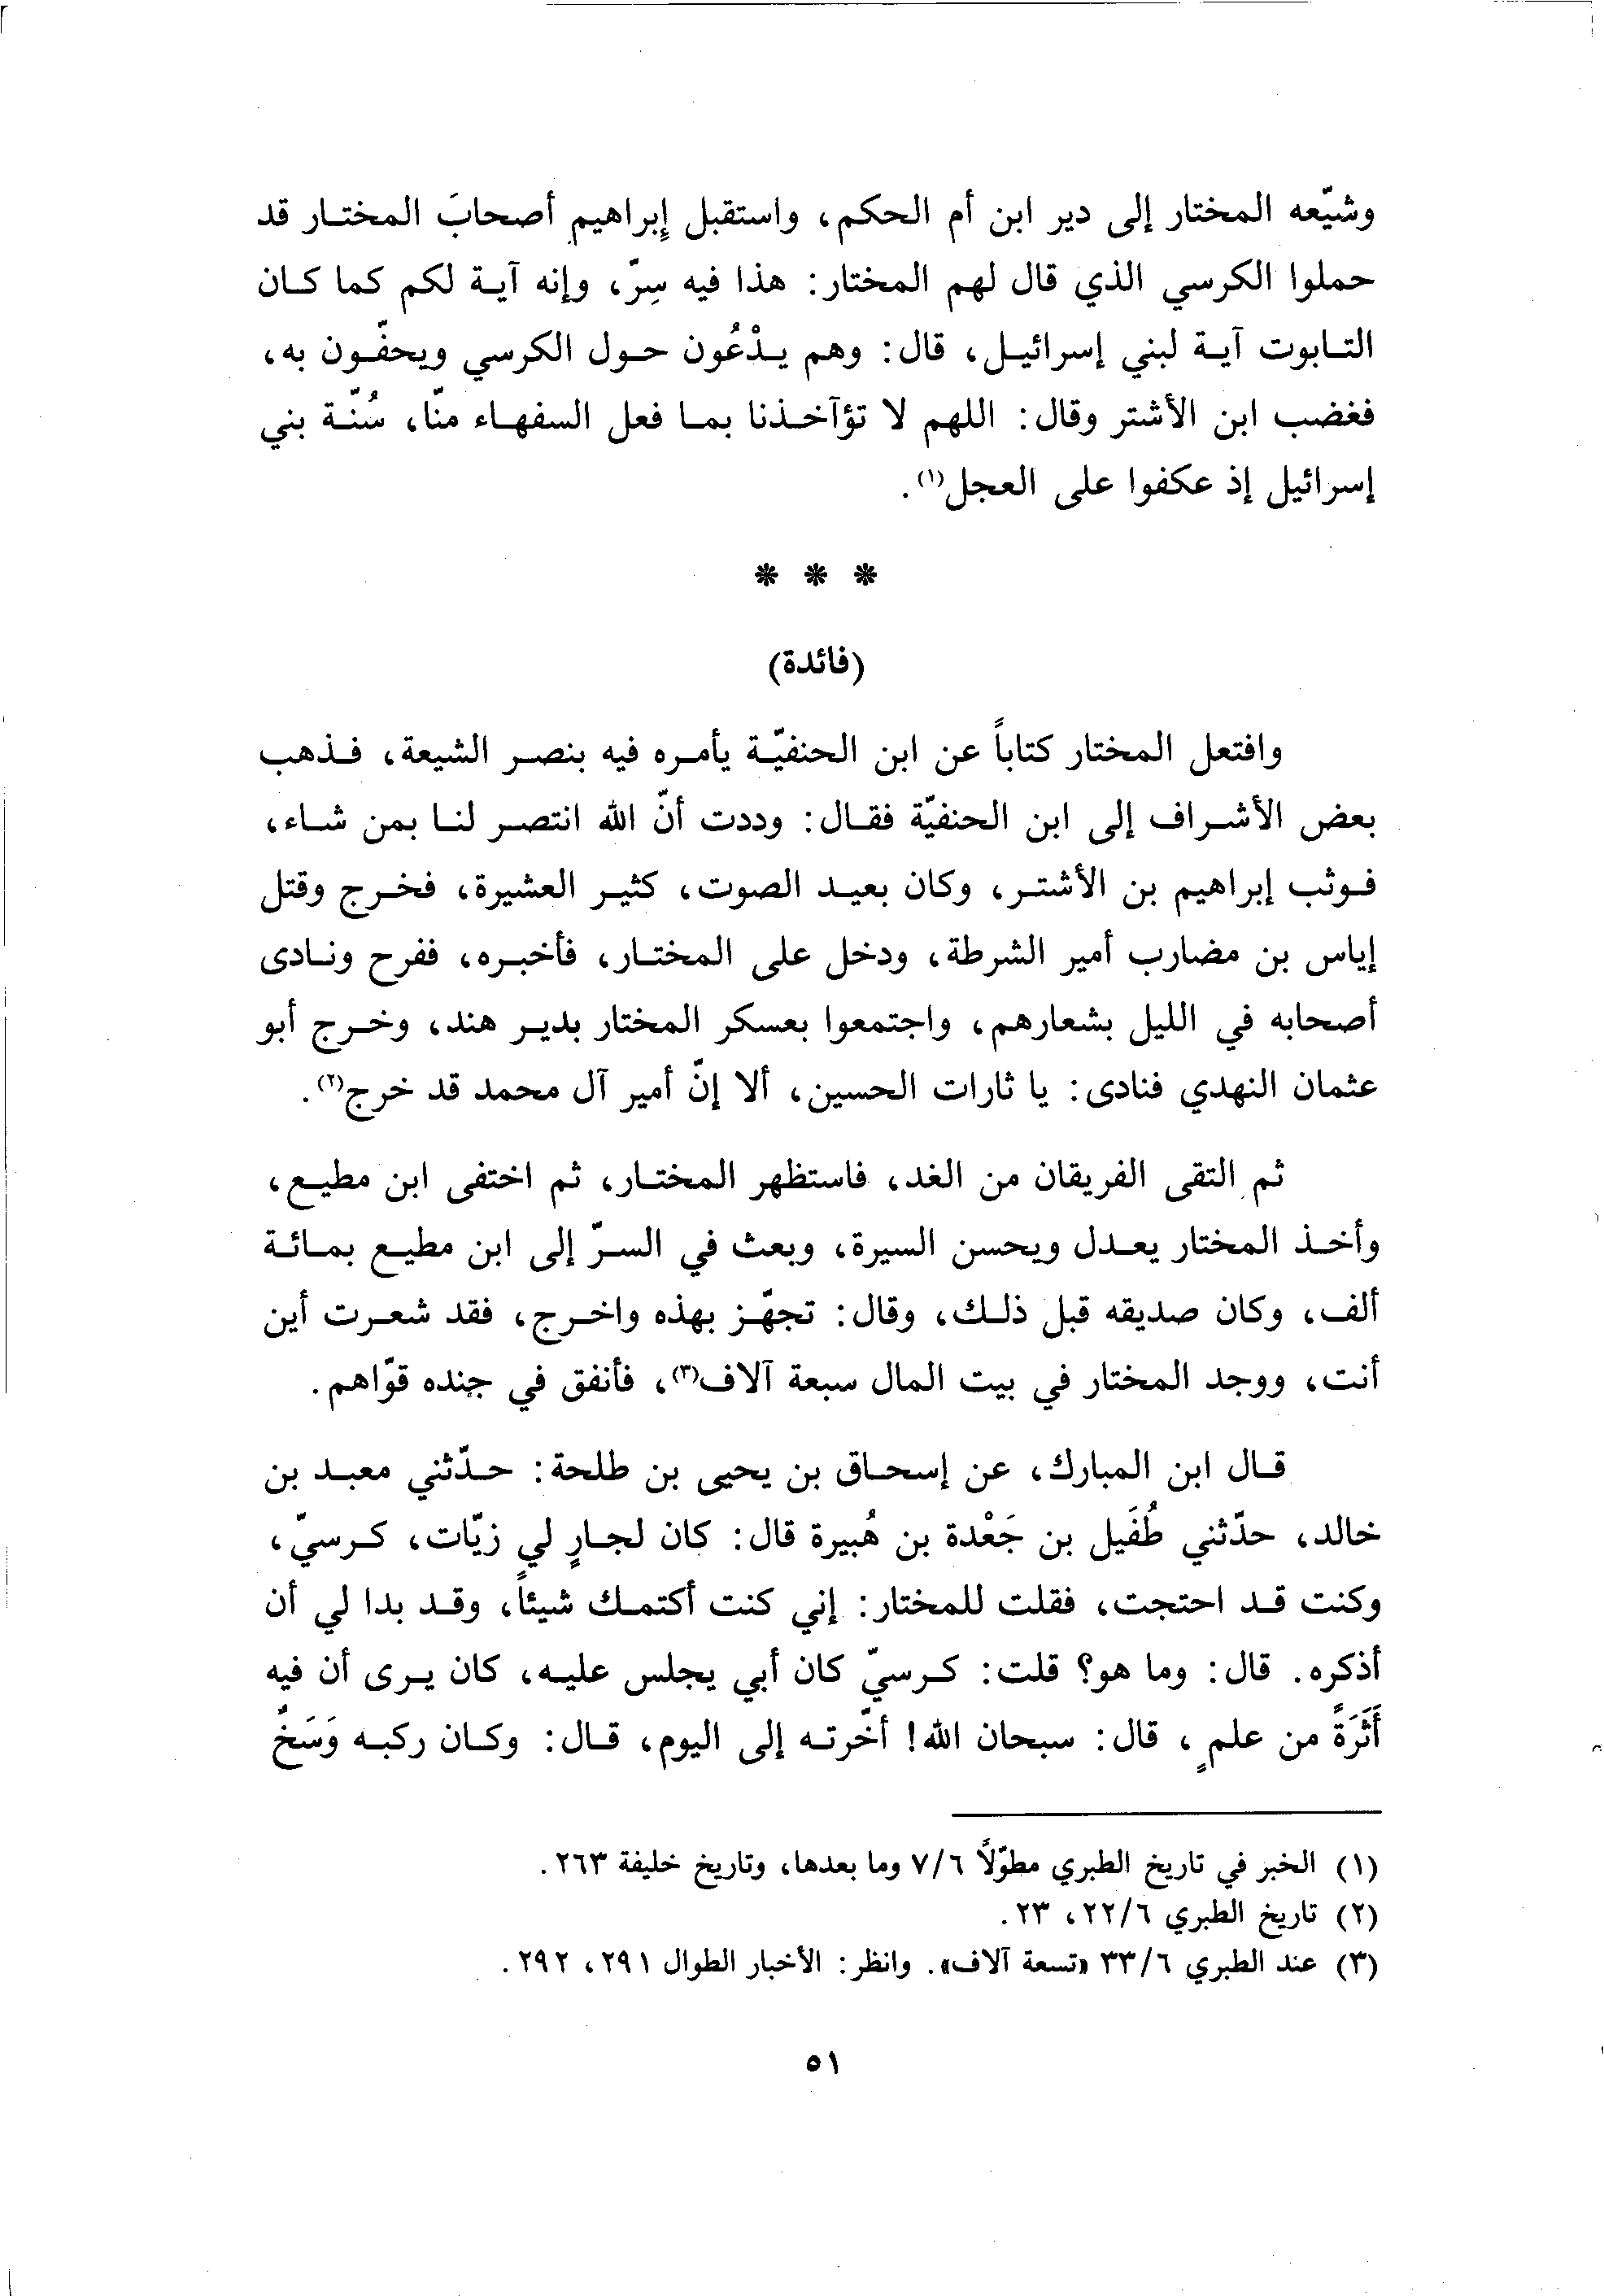 وشيّعه المختار إلى دير ابن أم الحكم، واستقبل إبراهيم أصحابَ المختار قد
حملوا الكرسي الذي قال لهم المختار: هذا فيه سِرّ، وإنه آية لكم كما كان
التابوت آية لبني إسرائيل، قال: وهم يدْعُون حول الكرسي ويحفّون به،
فغضب ابن الأشتر وقال: اللهم لا تؤآخذنا بما فعل السفهاء منّا، سُنّة بني
إسرائيل إذ عكفوا على العجل(١).
* * *
(فائدة)
وافتعل المختار كتاباً عن ابن الحنفيّة يأمره فيه بنصر الشيعة، فذهب
بعض الأشراف إلى ابن الحنفيّة فقال: وددت أنّ الله انتصر لنا بمن شاء،
فوثب إبراهيم بن الأشتر، وكان بعيد الصوت، كثير العشيرة، فخرج وقتل
إياس بن مضارب أمير الشرطة، ودخل على المختار، فأخبره، ففرح ونادى
أصحابه في الليل بشعارهم، واجتمعوا بعسكر المختار بدير هند، وخرج أبو
عثمان النهدي فنادى: يا ثارات الحسين، ألا إنّ أمير آل محمد قد خرج(٢).
ثم التقى الفريقان من الغد، فاستظهر المختار، ثم اختفى ابن مطيع،
وأخذ المختار يعدل ويحسن السيرة، وبعث في السرّ إلى ابن مطيع بمائة
ألف، وكان صديقه قبل ذلك، وقال: تجهّز بهذه واخرج، فقد شعرت أين
أنت، ووجد المختار في بيت المال سبعة آلاف(٣)، فأنفق في جنده قوّاهم.
قال ابن المبارك، عن إسحاق بن يحيى بن طلحة: حدّثني معبد بن
خالد، حدّثني طُفَيل بن جَعْدة بن هُبيرة قال: كان لجارٍ لي زيّات، كرسيّ،
وكنت قد احتجت، فقلت للمختار: إني كنت أكتمك شيئاً، وقد بدا لي أن
أذكره. قال: وما هو؟ قلت: كرسيّ كان أبي يجلس عليه، كان يرى أن فيه
أَثَرَةً من علمٍ، قال: سبحان الله! أخّرته إلى اليوم، قال: وكان ركبه وَسَخٌ
(١) الخبر في تاريخ الطبري مطوّلاً ٧/٦ وما بعدها، وتاريخ خليفة ٢٦٣.
(٢) تاريخ الطبري ٢٢/٦، ٢٣.
(٣) عند الطبري ٣٣/٦ «تسعة آلاف». وانظر: الأخبار الطوال ٢٩١، ٢٩٢.
٥١